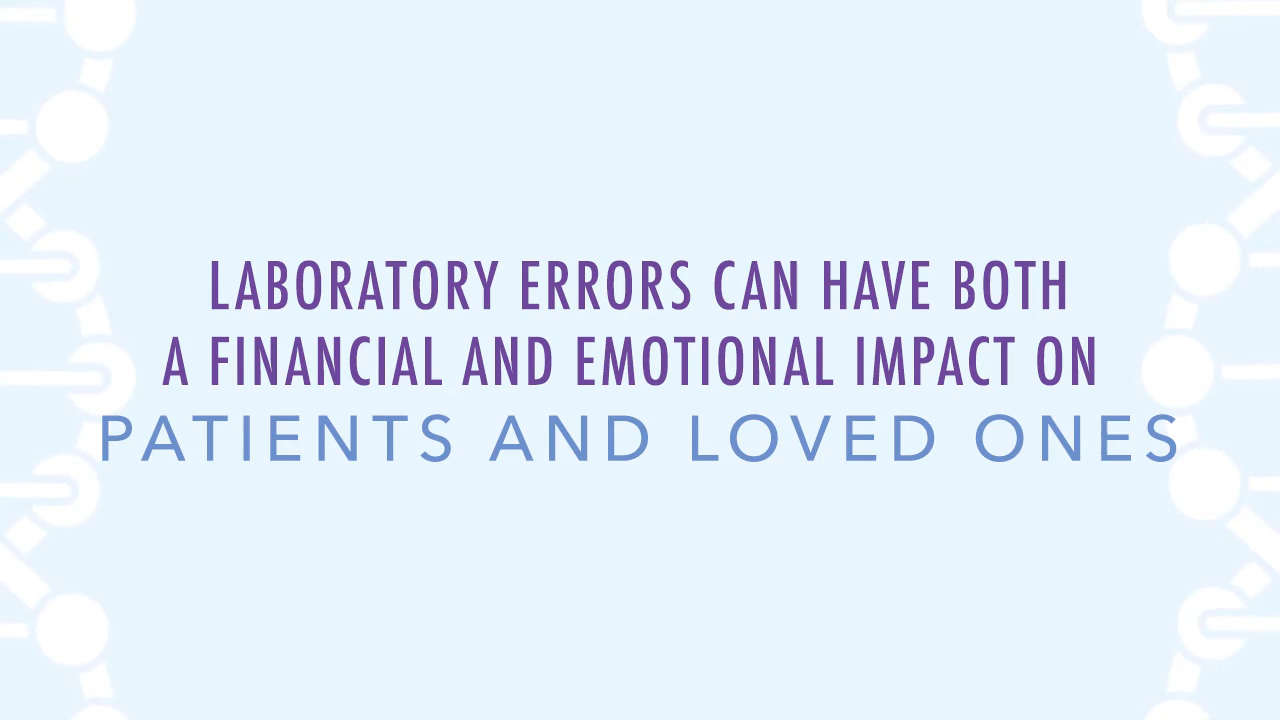 LABORATORY ERRORS CAN HAVE BOTH
A FINANCIAL AND EMOTIONAL IMPACT ON
PATIENTS AND LOVED ONES